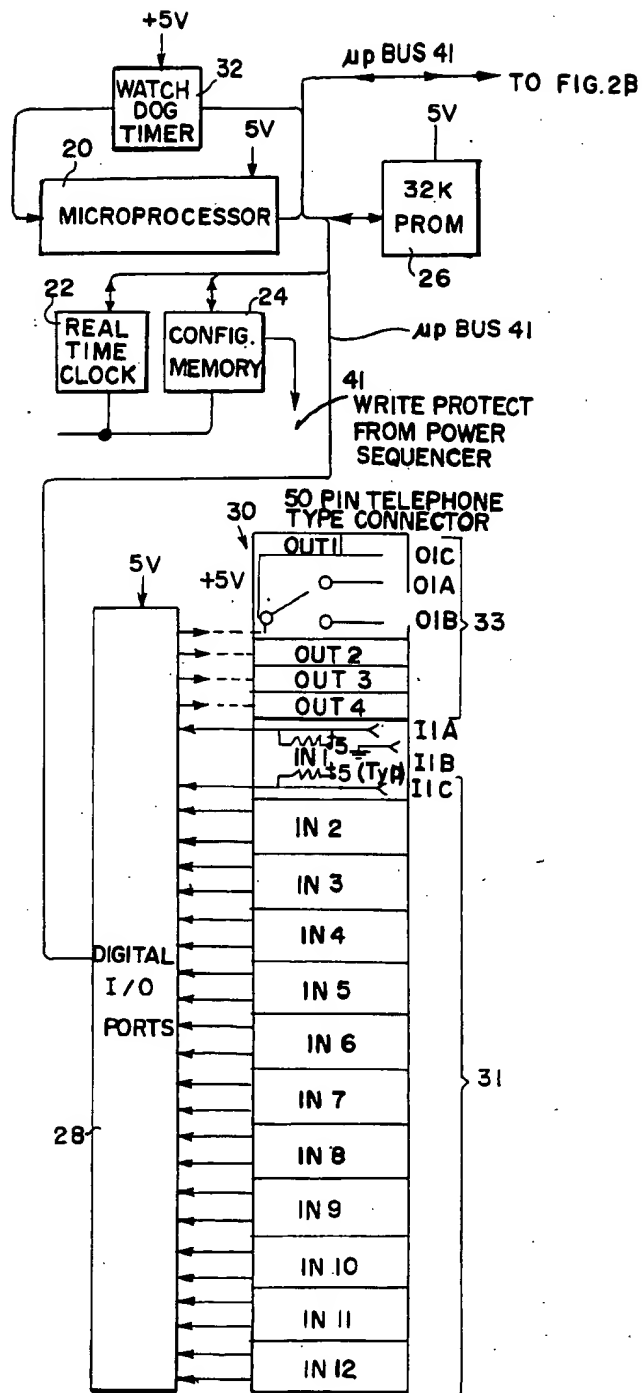 +5V
32
WATCH
DOG
TIMER
µp BUS 41
TO FIG.2B
5V
20
MICROPROCESSOR
5V
32K
PROM
26
22
REAL
TIME
CLOCK
24
CONFIG.
MEMORY
µp BUS 41
41
WRITE PROTECT
FROM POWER
SEQUENCER
50 PIN TELEPHONE
TYPE CONNECTOR
30
5V
+5V
OUT1
O1C
O1A
O1B
33
OUT 2
OUT 3
OUT 4
I1A
+5
IN 1
I1B
+5 (Typ)
I1C
IN 2
IN 3
IN 4
DIGITAL
I/O
PORTS
IN 5
IN 6
31
IN 7
28
IN 8
IN 9
IN 10
IN 11
IN 12